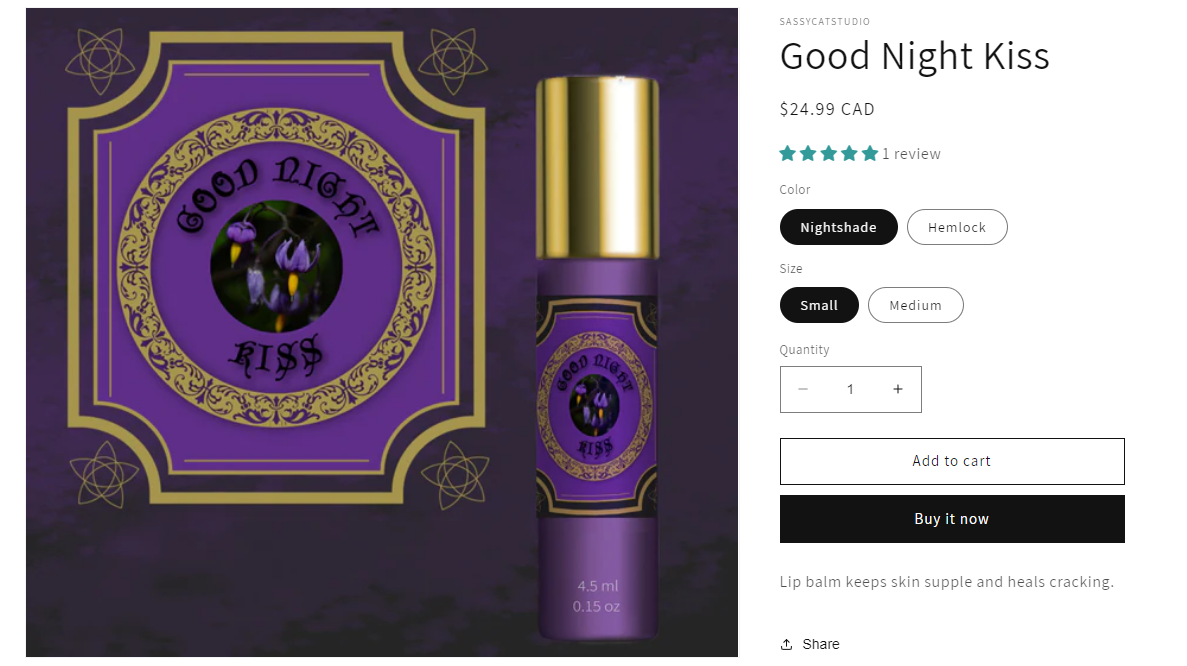 GOOD NIGHT
KISS
GOOD NIGHT
KISS
4.5 ml
0.15 oz
SASSYCATSTUDIO
Good Night Kiss
$24.99 CAD
1 review
Color
Nightshade
Hemlock
Size
Small
Medium
Quantity
1
Add to cart
Buy it now
Lip balm keeps skin supple and heals cracking.
Share